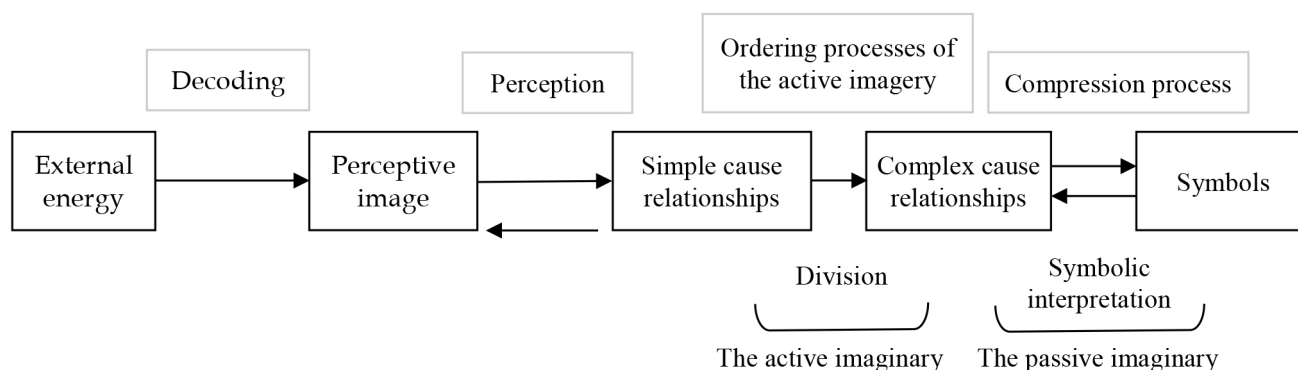 Decoding
Perception
Ordering processes of
the active imagery
Compression process
External
energy
Perceptive
image
Simple cause
relationships
Complex cause
relationships
Symbols
Division
Symbolic
interpretation
The active imaginary
The passive imaginary